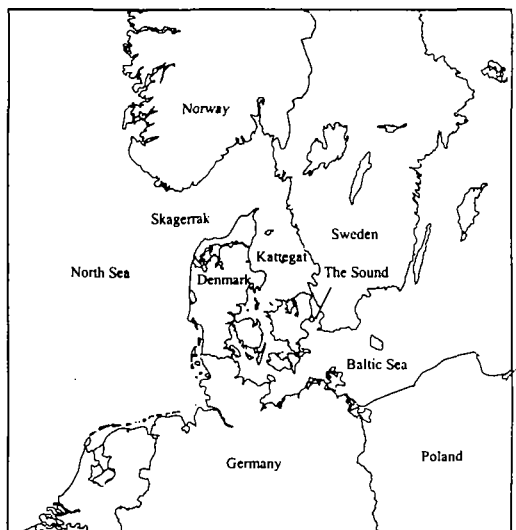 Norway
Skagerrak
Sweden
Kattegat
North Sea
Denmark
The Sound
Baltic Sea
Germany
Poland